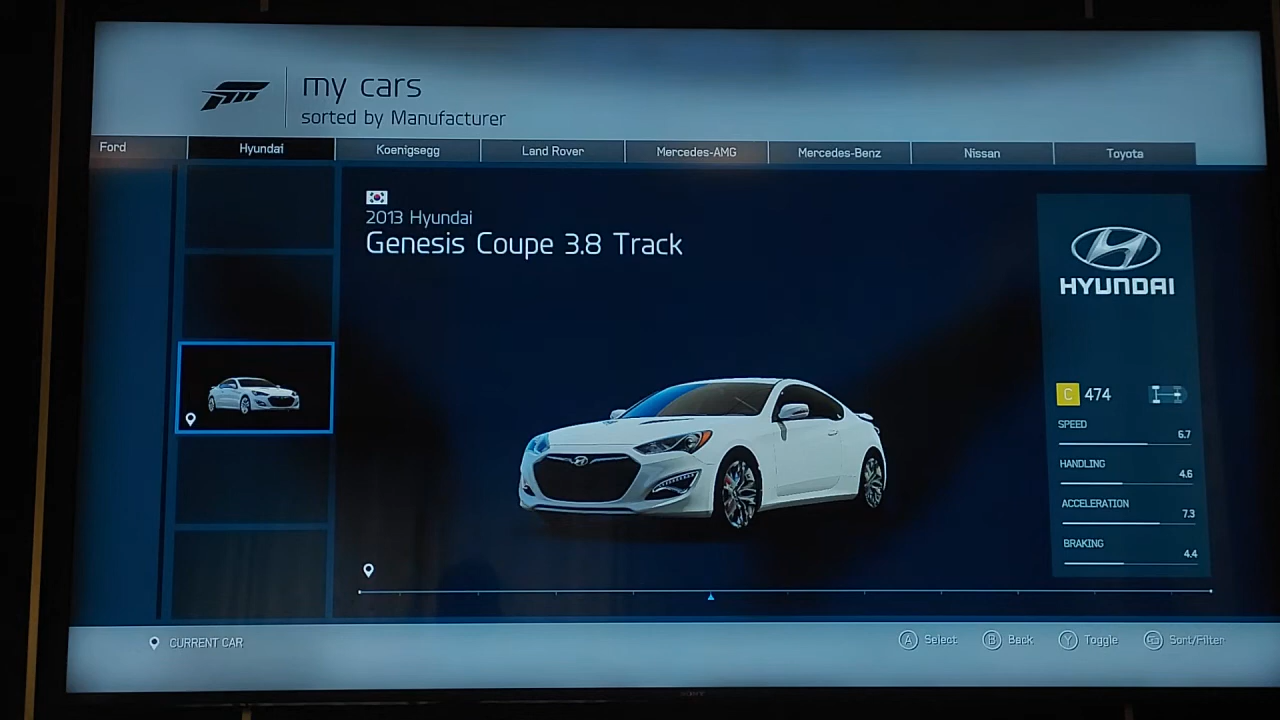 my cars
sorted by Manufacturer
Ford
Hyundai
Koenigsegg
Land Rover
Mercedes-AMG
Mercedes-Benz
Nissan
Toyota
2013 Hyundai
Genesis Coupe 3.8 Track
HYUNDAI
C 474
SPEED
6.7
HANDLING
4.6
ACCELERATION
7.3
BRAKING
4.4
CURRENT CAR
A Select
B Back
Y Toggle
Sort/Filter
SONY